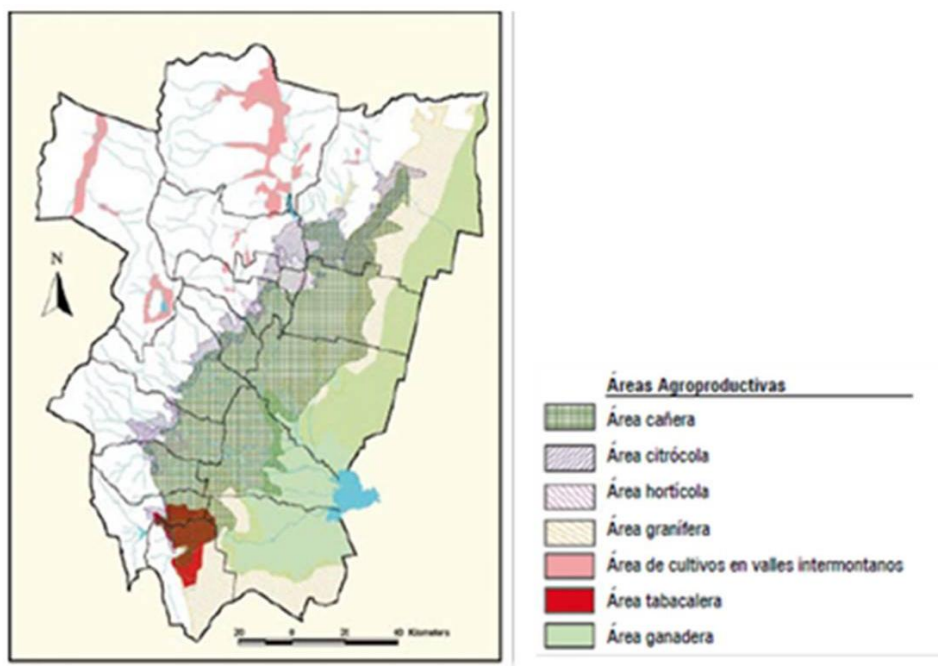 N
20 0 20 40 Kilometers
Áreas Agroproductivas
Área cañera
Área citrócola
Área hortícola
Área granífera
Área de cultivos en valles intermontanos
Área tabacalera
Área ganadera